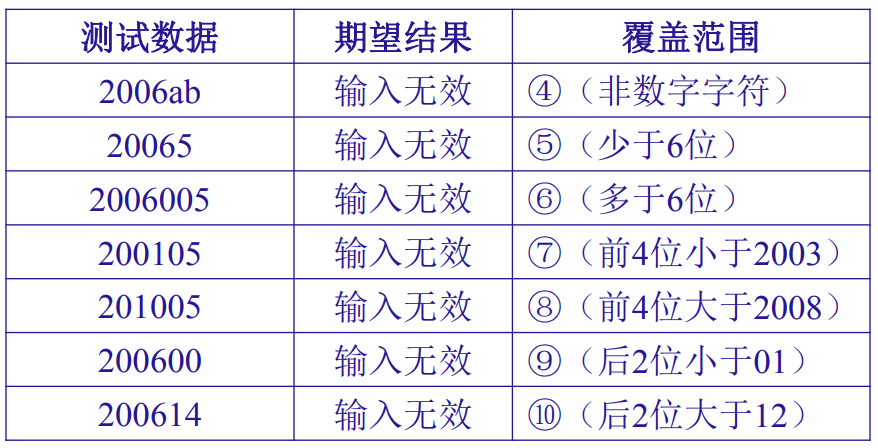 测试数据 期望结果 覆盖范围
2006ab 输入无效 ④（非数字字符）
20065 输入无效 ⑤（少于6位）
2006005 输入无效 ⑥（多于6位）
200105 输入无效 ⑦（前4位小于2003）
201005 输入无效 ⑧（前4位大于2008）
200600 输入无效 ⑨（后2位小于01）
200614 输入无效 ⑩（后2位大于12）